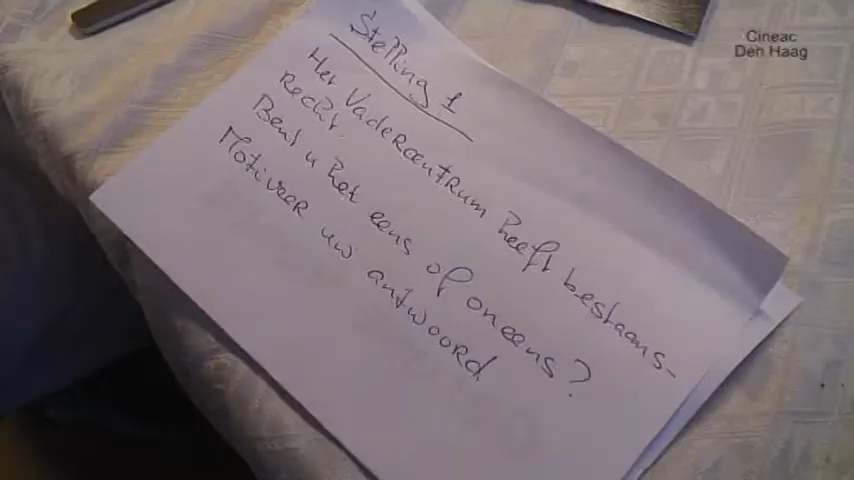 Cineac
Den Haag
Stelling 1
Het Vadercentrum heeft bestaans-
recht.
Bent u het eens of oneens?
Motiveer uw antwoord.